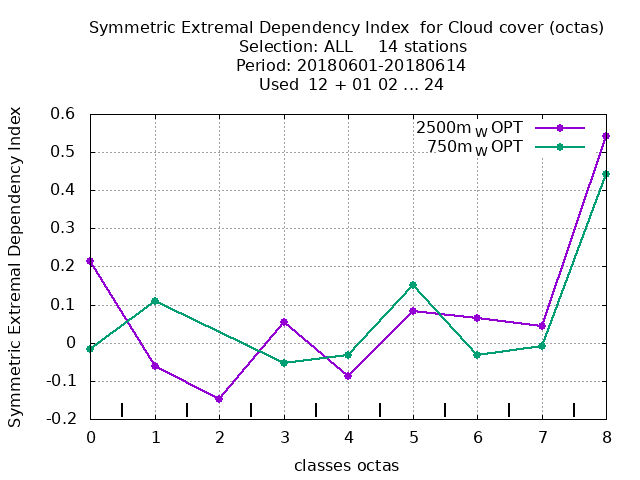 Symmetric Extremal Dependency Index for Cloud cover (octas)
Selection: ALL 14 stations
Period: 20180601-20180614
Used 12 + 01 02 ... 24
2500m W OPT
750m W OPT
Symmetric Extremal Dependency Index
0.6
0.5
0.4
0.3
0.2
0.1
0
-0.1
-0.2
0 1 2 3 4 5 6 7 8
classes octas